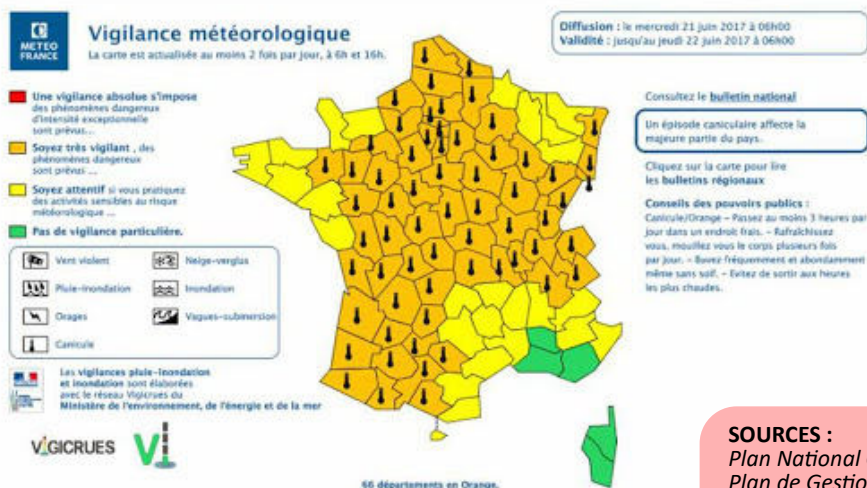 METEO
FRANCE
Vigilance météorologique
La carte est actualisée au moins 2 fois par jour, à 6h et 16h.
Diffusion : le mercredi 21 juin 2017 à 06h00
Validité : jusqu'au jeudi 22 juin 2017 à 06h00
Une vigilance absolue s'impose
des phénomènes dangereux
d'intensité exceptionnelle
sont prévus...
Soyez très vigilant , des
phénomènes dangereux
sont prévus ...
Soyez attentif si vous pratiquez
des activités sensibles au risque
météorologique ...
Pas de vigilance particulière.
Vent violent
Neige-verglas
Pluie-inondation
Inondation
Orages
Vagues-submersion
Canicule
Les vigilances pluie-inondation
et inondation sont élaborées
avec le réseau Vigicrues du
Ministère de l'environnement, de l'énergie et de la mer
VIGICRUES
Vi
66 départements en Orange.
Consultez le bulletin national
Un épisode caniculaire affecte la
majeure partie du pays.
Cliquez sur la carte pour lire
les bulletins régionaux
Conseils des pouvoirs publics :
Canicule/Orange – Passez au moins 3 heures par
jour dans un endroit frais. – Rafraîchissez
vous, mouillez vous le corps plusieurs fois
par jour. – Buvez fréquemment et abondamment
même sans soif. – Evitez de sortir aux heures
les plus chaudes.
SOURCES :
Plan National
Plan de Gestio